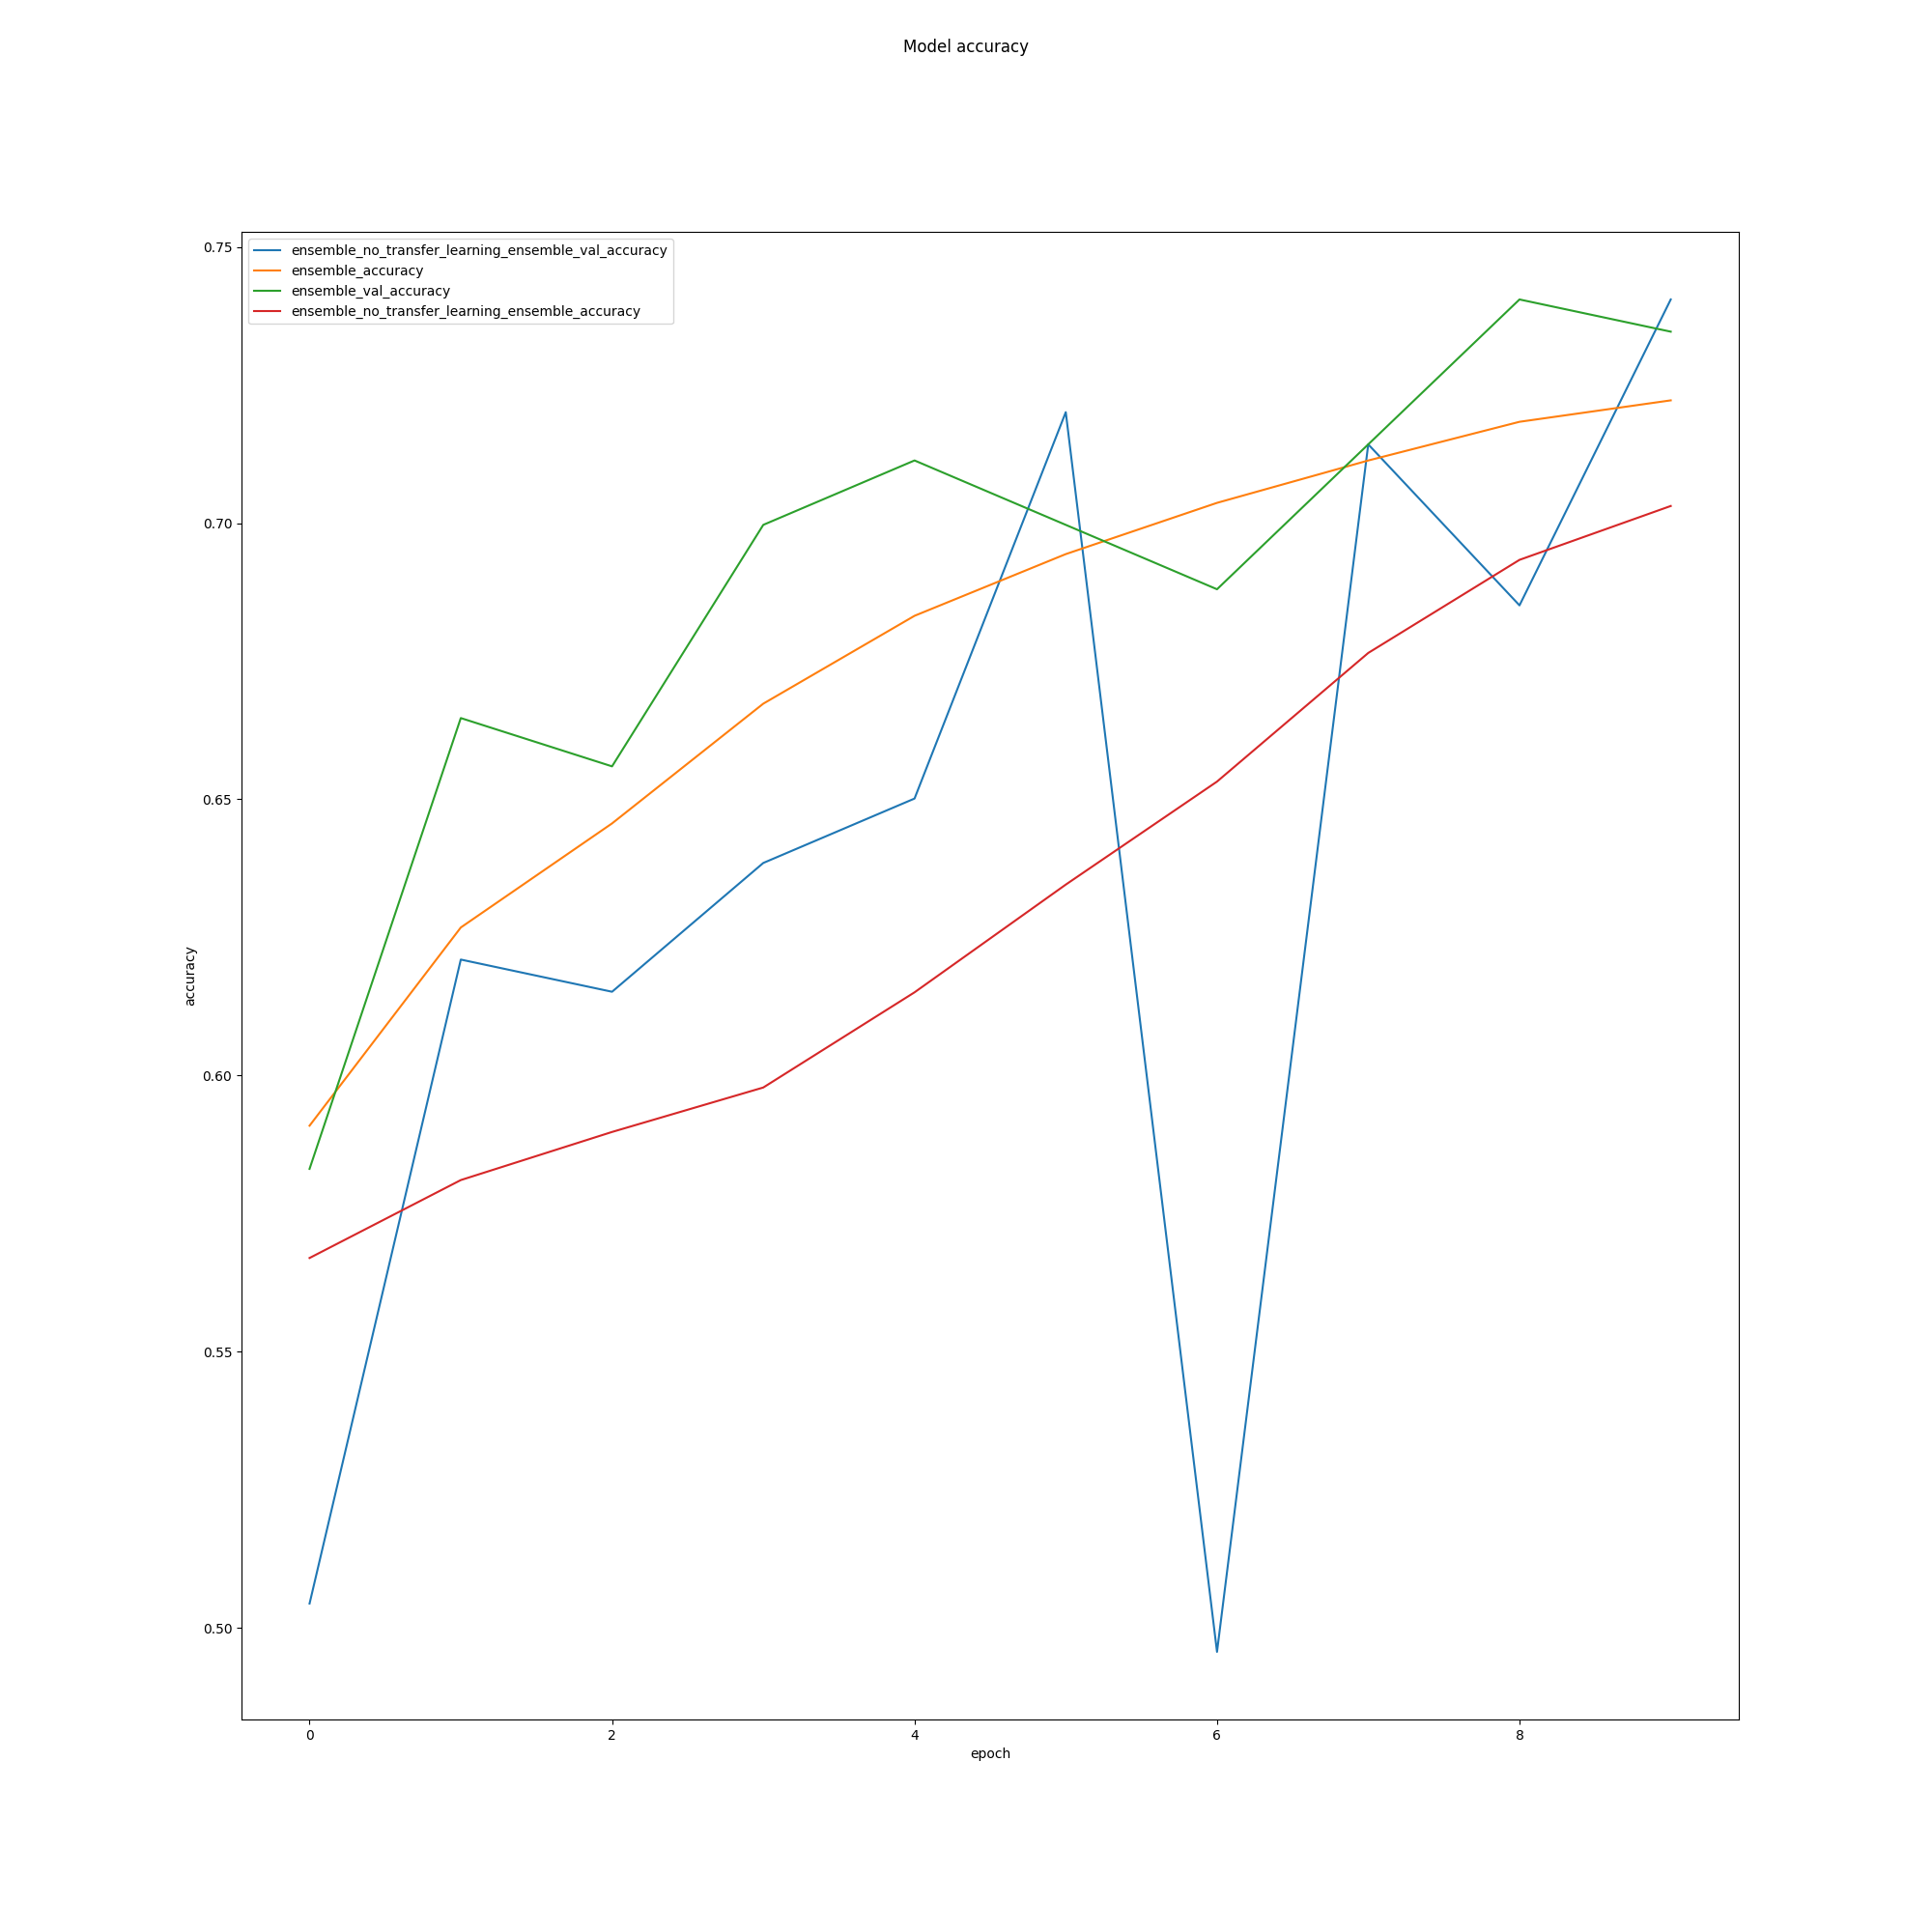 Model accuracy
ensemble_no_transfer_learning_ensemble_val_accuracy
ensemble_accuracy
ensemble_val_accuracy
ensemble_no_transfer_learning_ensemble_accuracy
0.75
0.70
0.65
accuracy
0.60
0.55
0.50
0 2 4 6 8
epoch